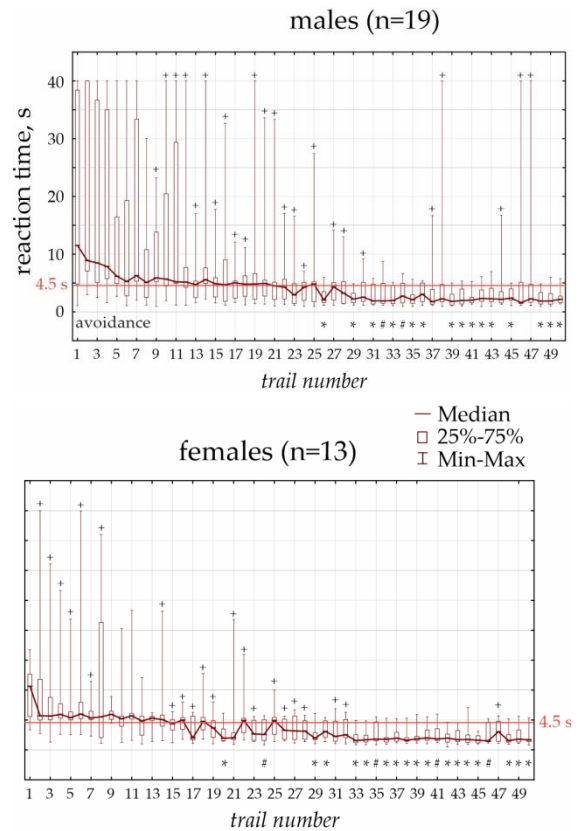 males (n=19)
reaction time, s
40
30
20
10
4.5 s
0
avoidance
* * * # * # * * * * * * * * * * *
1 3 5 7 9 11 13 15 17 19 21 23 25 27 29 31 33 35 37 39 41 43 45 47 49
trail number
Median
25%-75%
Min-Max
females (n=13)
4.5 s
* # * * * * # * * * * * # * * * * # * * *
1 3 5 7 9 11 13 15 17 19 21 23 25 27 29 31 33 35 37 39 41 43 45 47 49
trail number